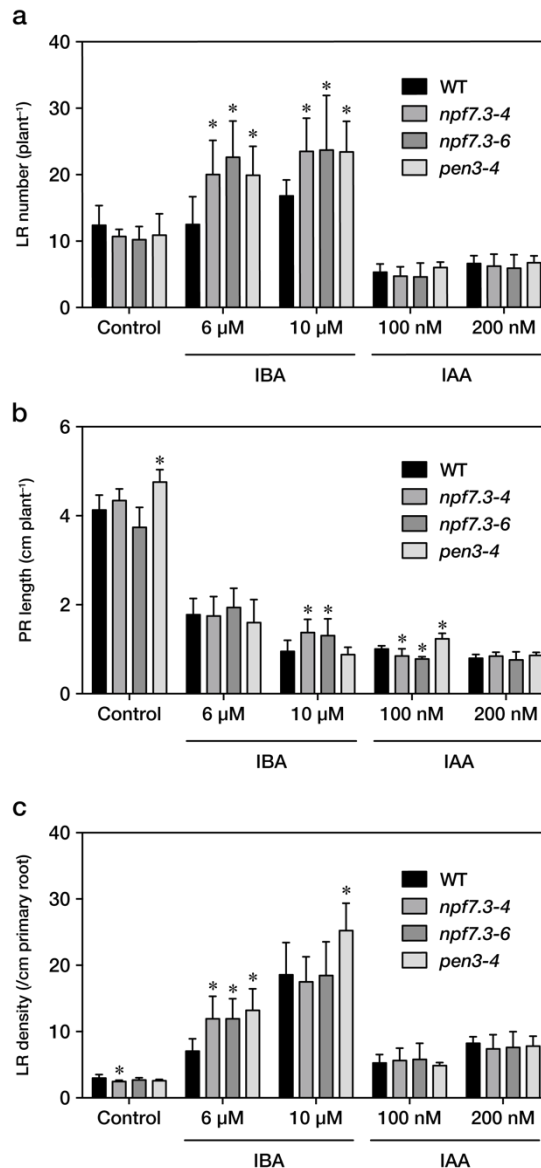 a
40
30
20
10
0
LR number (plant⁻¹)
WT
npf7.3-4
npf7.3-6
pen3-4
* * * * * *
Control 6 µM 10 µM 100 nM 200 nM
IBA IAA
b
6
4
2
0
PR length (cm plant⁻¹)
WT
npf7.3-4
npf7.3-6
pen3-4
* * * * * *
Control 6 µM 10 µM 100 nM 200 nM
IBA IAA
c
40
30
20
10
0
LR density (/cm primary root)
WT
npf7.3-4
npf7.3-6
pen3-4
* * * * *
Control 6 µM 10 µM 100 nM 200 nM
IBA IAA